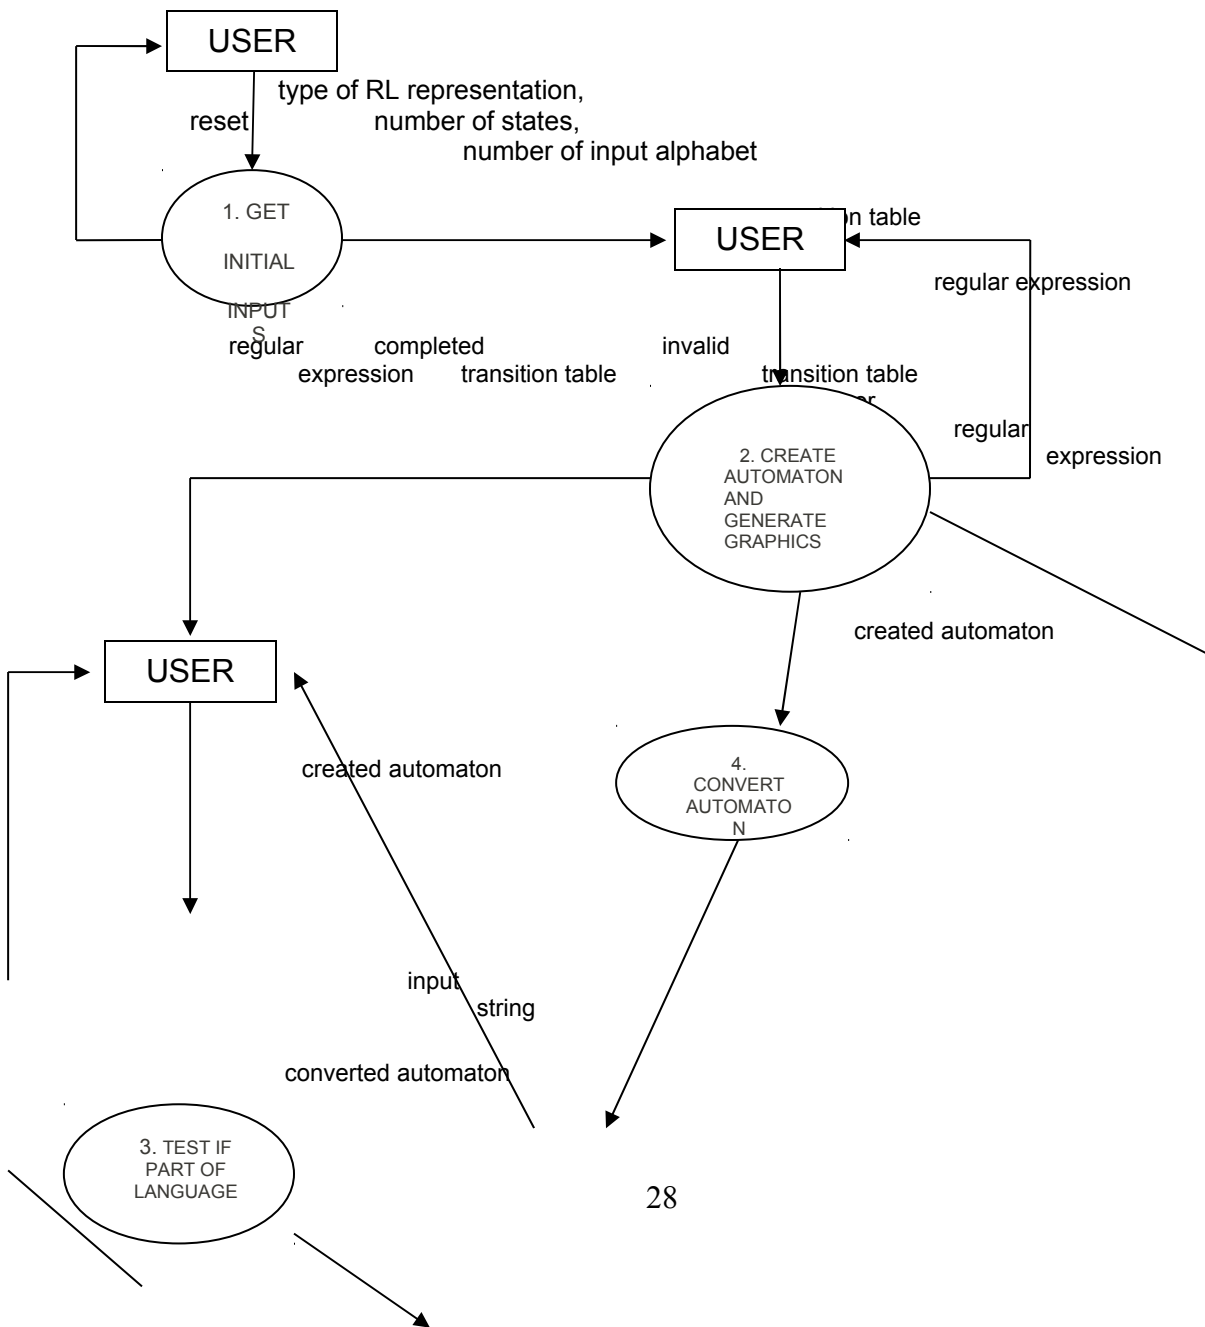 USER
type of RL representation,
reset
number of states,
number of input alphabet
1. GET
INITIAL
INPUT
S
USER
n table
regular expression
regular
completed
invalid
expression
transition table
transition table
regular
expression
2. CREATE
AUTOMATON
AND
GENERATE
GRAPHICS
created automaton
USER
created automaton
4.
CONVERT
AUTOMATO
N
input
string
converted automaton
3. TEST IF
PART OF
LANGUAGE
28